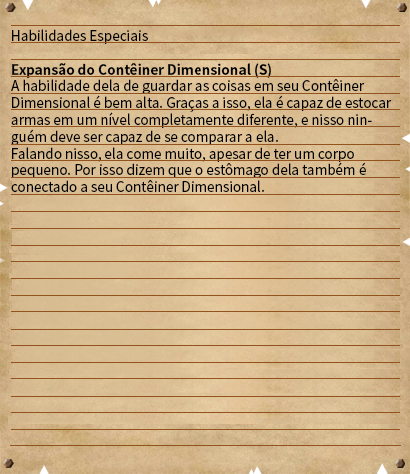 Habilidades Especiais
Expansão do Contêiner Dimensional (S)
A habilidade dela de guardar as coisas em seu Contêiner
Dimensional é bem alta. Graças a isso, ela é capaz de estocar
armas em um nível completamente diferente, e nisso nin-
guém deve ser capaz de se comparar a ela.
Falando nisso, ela come muito, apesar de ter um corpo
pequeno. Por isso dizem que o estômago dela também é
conectado a seu Contêiner Dimensional.